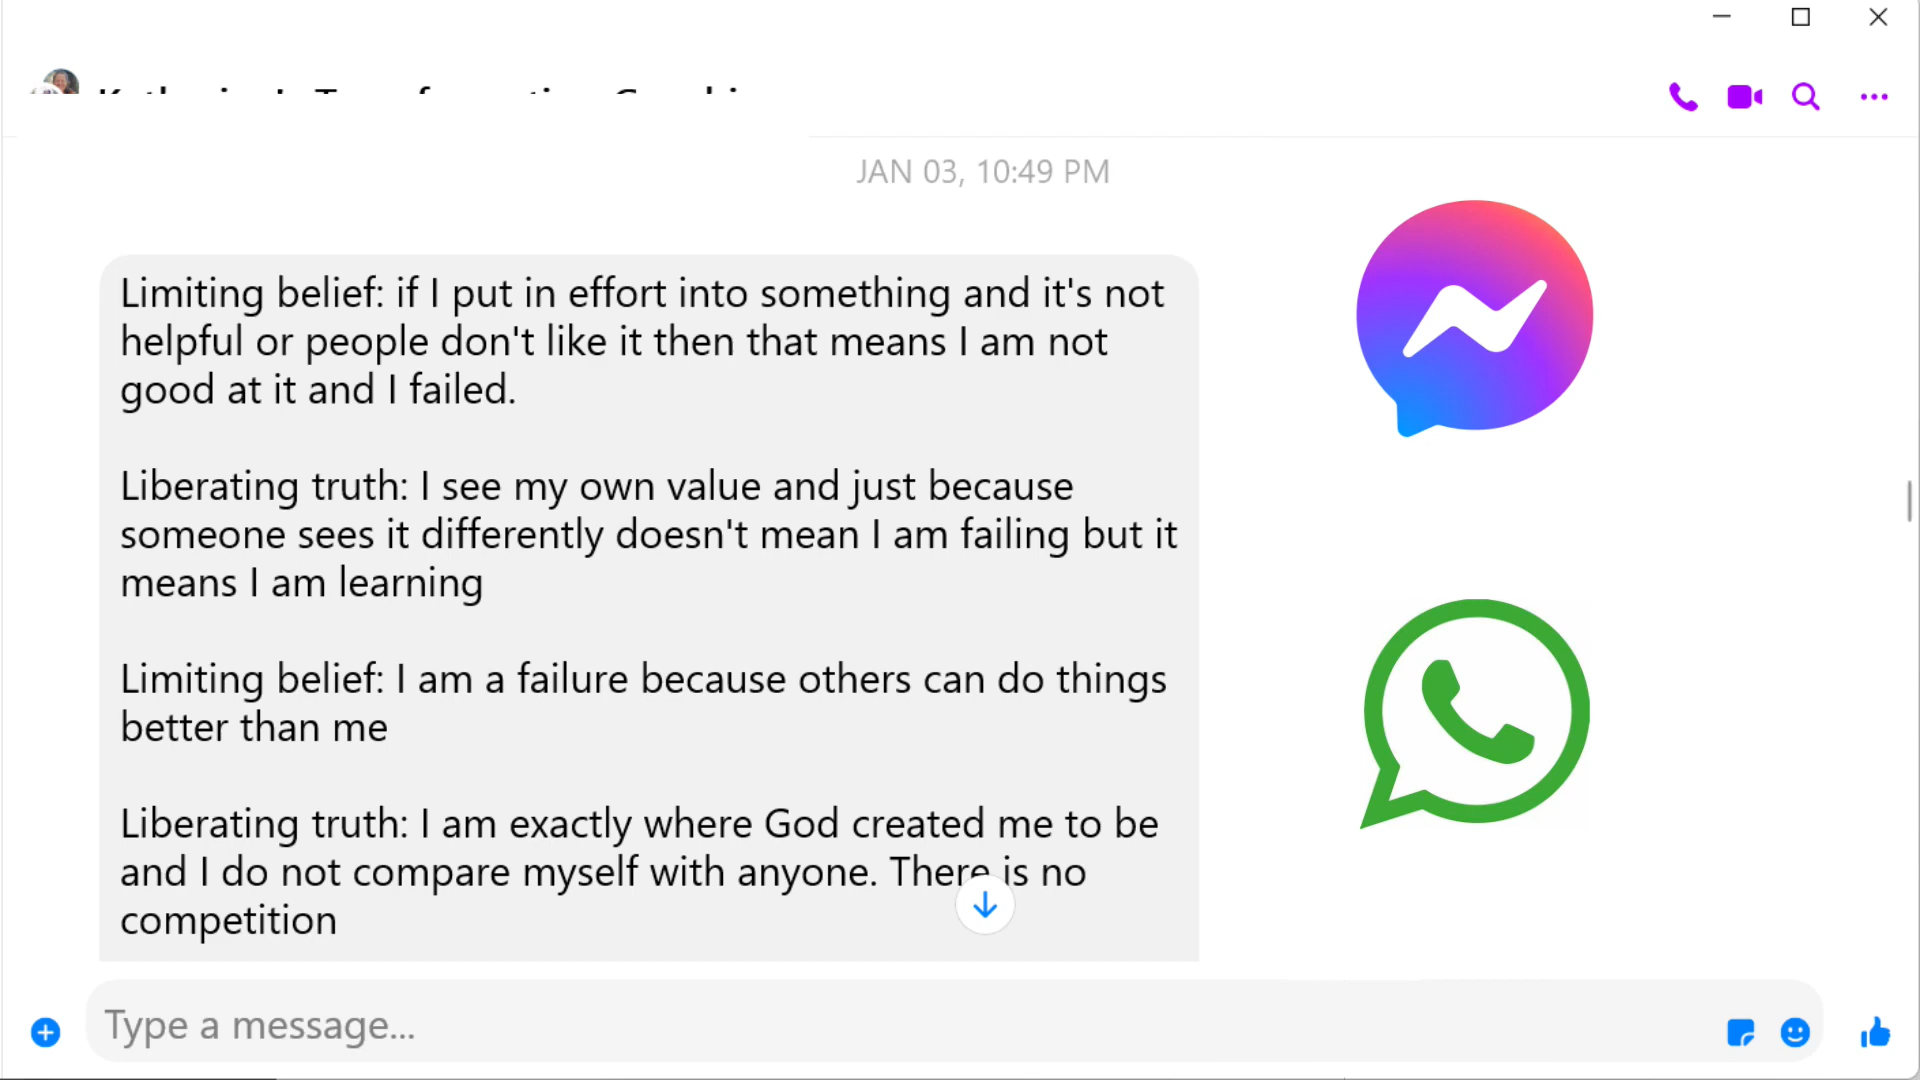 JAN 03, 10:49 PM
Limiting belief: if I put in effort into something and it's not
helpful or people don't like it then that means I am not
good at it and I failed.
Liberating truth: I see my own value and just because
someone sees it differently doesn't mean I am failing but it
means I am learning
Limiting belief: I am a failure because others can do things
better than me
Liberating truth: I am exactly where God created me to be
and I do not compare myself with anyone. There is no
competition
Type a message...